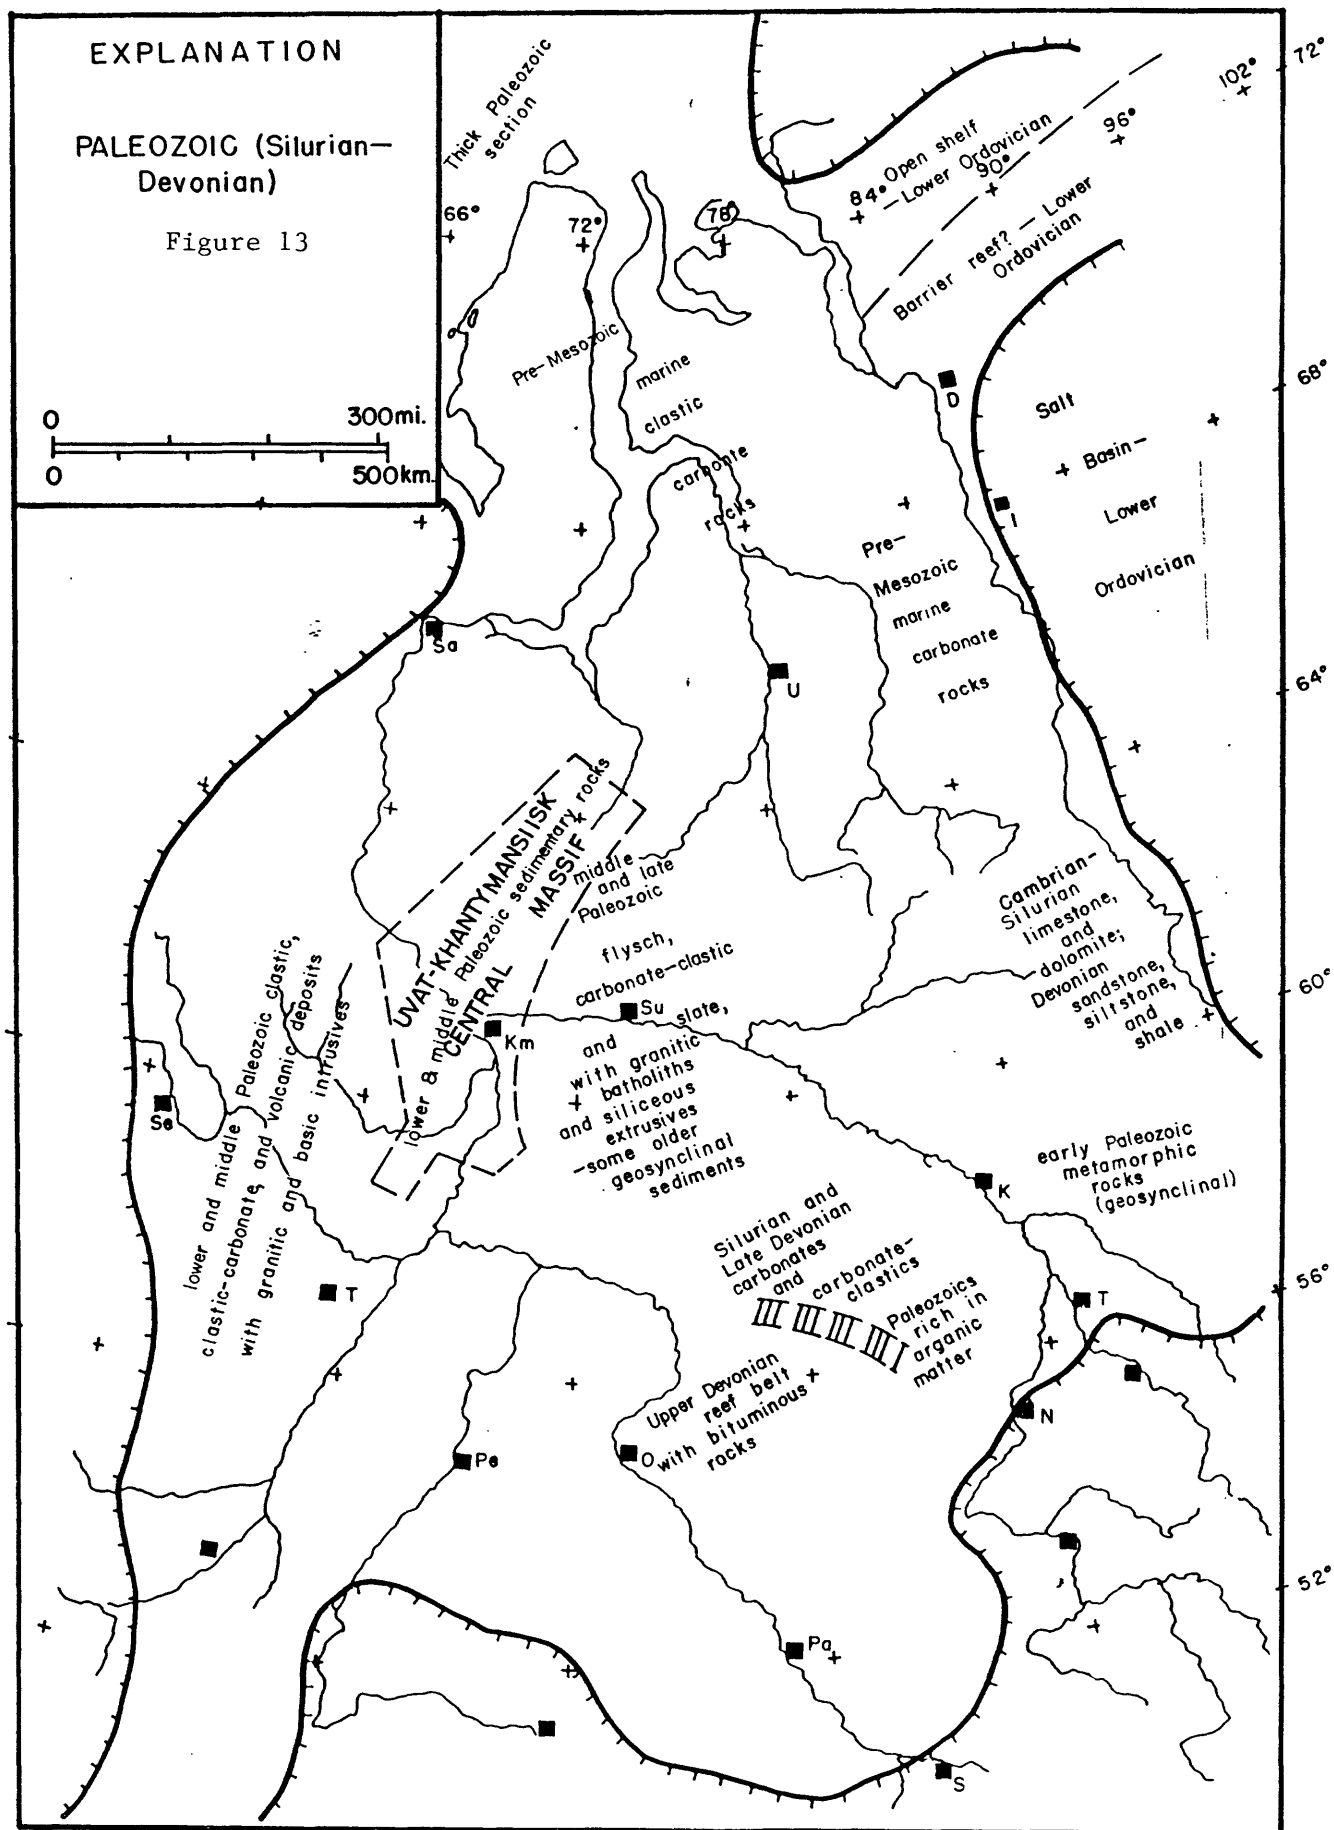 EXPLANATION
PALEOZOIC (Silurian—
Devonian)
Figure 13
0 300mi.
0 500km.
Thick Paleozoic
section
66°
72°
78°
84°
90°
96°
102°
72°
68°
64°
60°
56°
52°
Open shelf
—Lower Ordovician
Barrier reef? — Lower
Ordovician
Pre-Mesozoic
marine
clastic
carbonte
rocks
D
Salt
Basin—
Lower
Ordovician
I
Pre—
Mesozoic
marine
carbonate
rocks
Sa
U
UVAT-KHANTYMANSIISK
lower & middle Paleozoic sedimentary rocks
CENTRAL MASSIF
middle
and late
Paleozoic
flysch,
carbonate-clastic
slate,
and
with granitic
batholiths
and siliceous
extrusives
—some older
geosynclinal
sediments
Su
Km
Se
lower and middle Paleozoic clastic,
clastic-carbonate, and volcanic deposits
with granitic and basic intrusives
Cambrian—
Silurian
limestone,
and
dolomite;
Devonian
sandstone,
siltstone,
and
shale
K
early Paleozoic
metamorphic
rocks
(geosynclinal)
Silurian and
Late Devonian
carbonates
and
carbonate—
clastics
Paleozoics
rich in
arganic
matter
T
T
Upper Devonian
reef belt
with bituminous
rocks
N
Pe
O
Pa
S